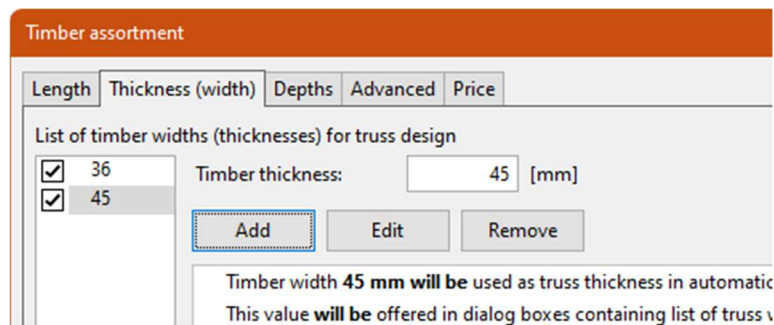 Timber assortment
Length Thickness (width) Depths Advanced Price
List of timber widths (thicknesses) for truss design
36 Timber thickness: 45 [mm]
45
Add Edit Remove
Timber width 45 mm will be used as truss thickness in
This value will be offered in dialog boxes containing list of truss